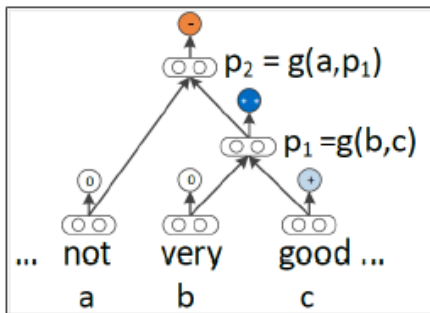 -
p₂ = g(a,p₁)
+ +
p₁ =g(b,c)
0
0
+
... not very good ...
a b c